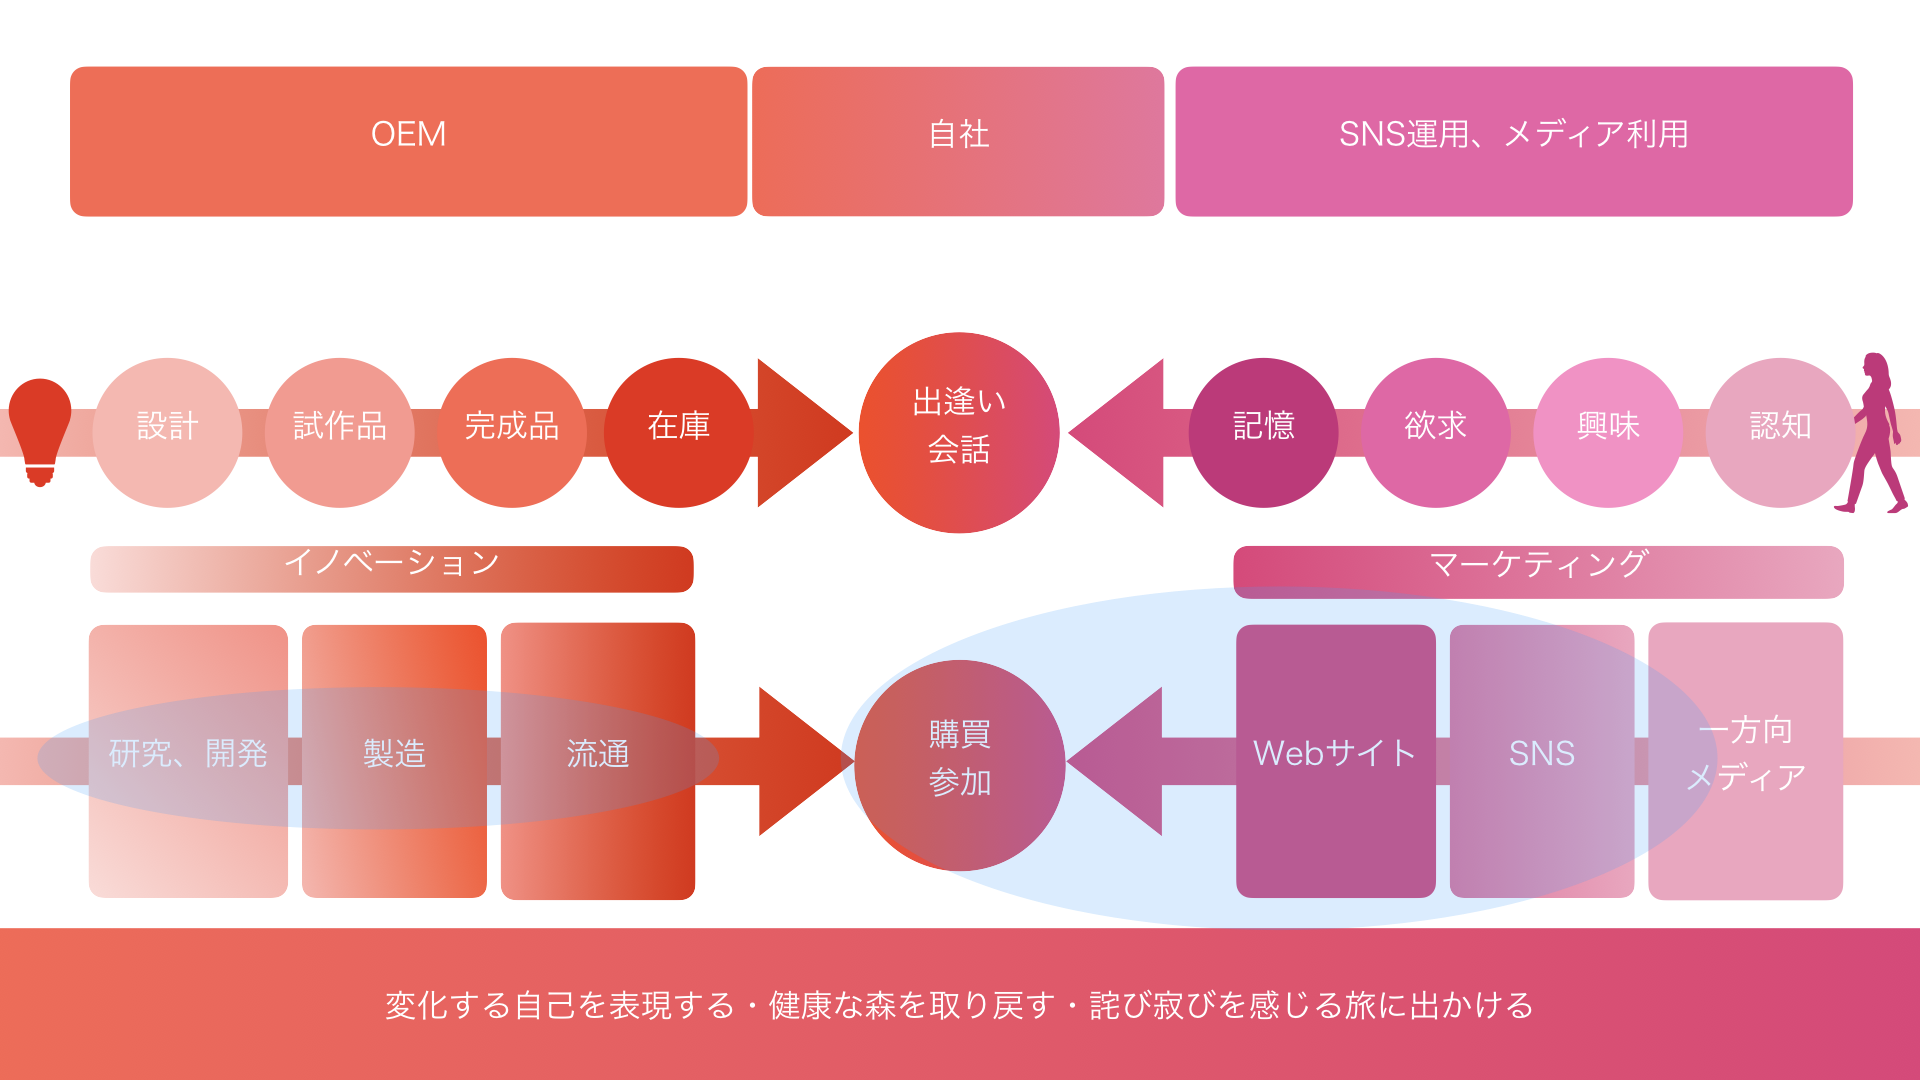 OEM
自社
SNS運用、メディア利用
設計
試作品
完成品
在庫
出逢い
会話
記憶
欲求
興味
認知
イノベーション
マーケティング
研究、開発
製造
流通
購買
参加
Webサイト
SNS
一方向
メディア
変化する自己を表現する・健康な森を取り戻す・詫び寂びを感じる旅に出かける